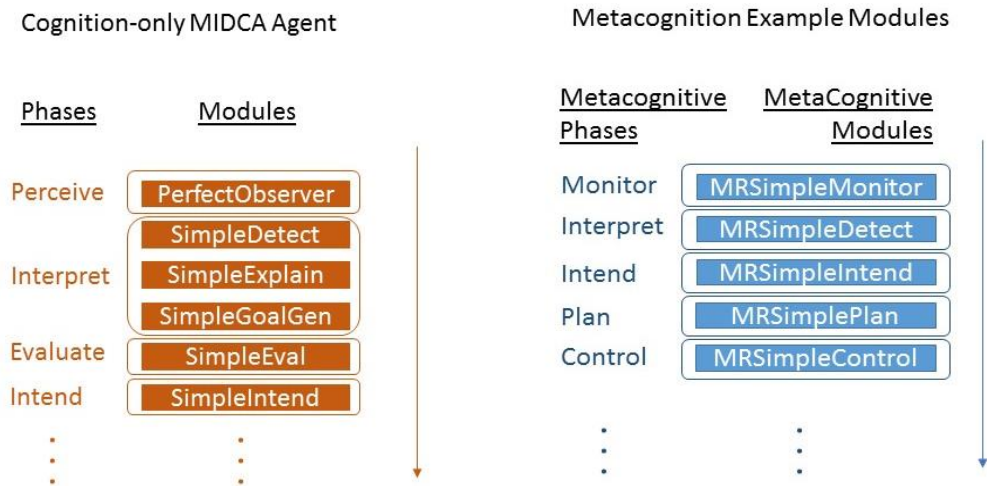 Cognition-only MIDCA Agent
Phases Modules
Perceive PerfectObserver
SimpleDetect
Interpret SimpleExplain
SimpleGoalGen
Evaluate SimpleEval
Intend SimpleIntend
Metacognition Example Modules
Metacognitive
Phases
MetaCognitive
Modules
Monitor MRSimpleMonitor
Interpret MRSimpleDetect
Intend MRSimpleIntend
Plan MRSimplePlan
Control MRSimpleControl